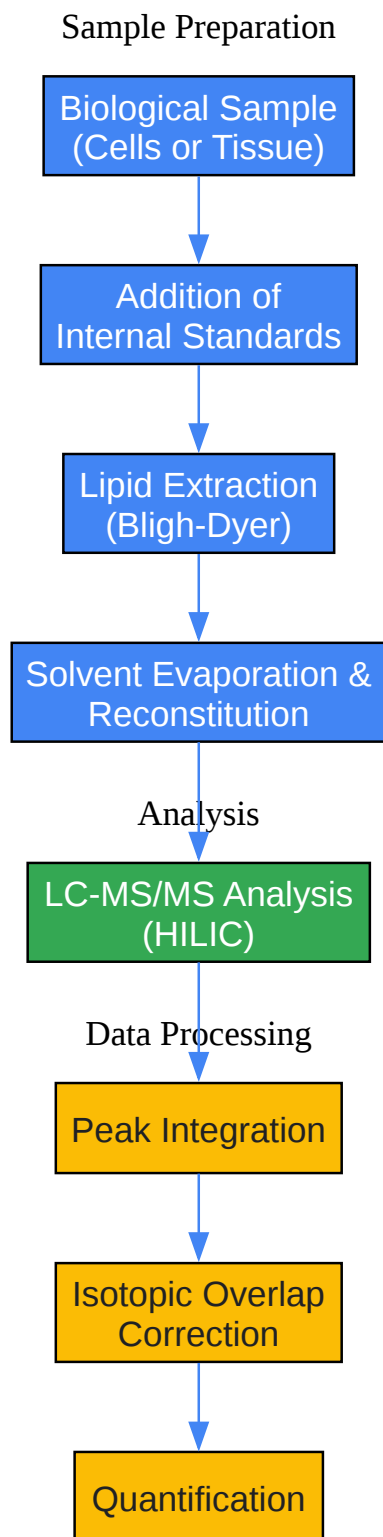 Sample Preparation
Biological Sample
(Cells or Tissue)
Addition of
Internal Standards
Lipid Extraction
(Bligh-Dyer)
Solvent Evaporation &
Reconstitution
Analysis
LC-MS/MS Analysis
(HILIC)
Data Processing
Peak Integration
Isotopic Overlap
Correction
Quantification